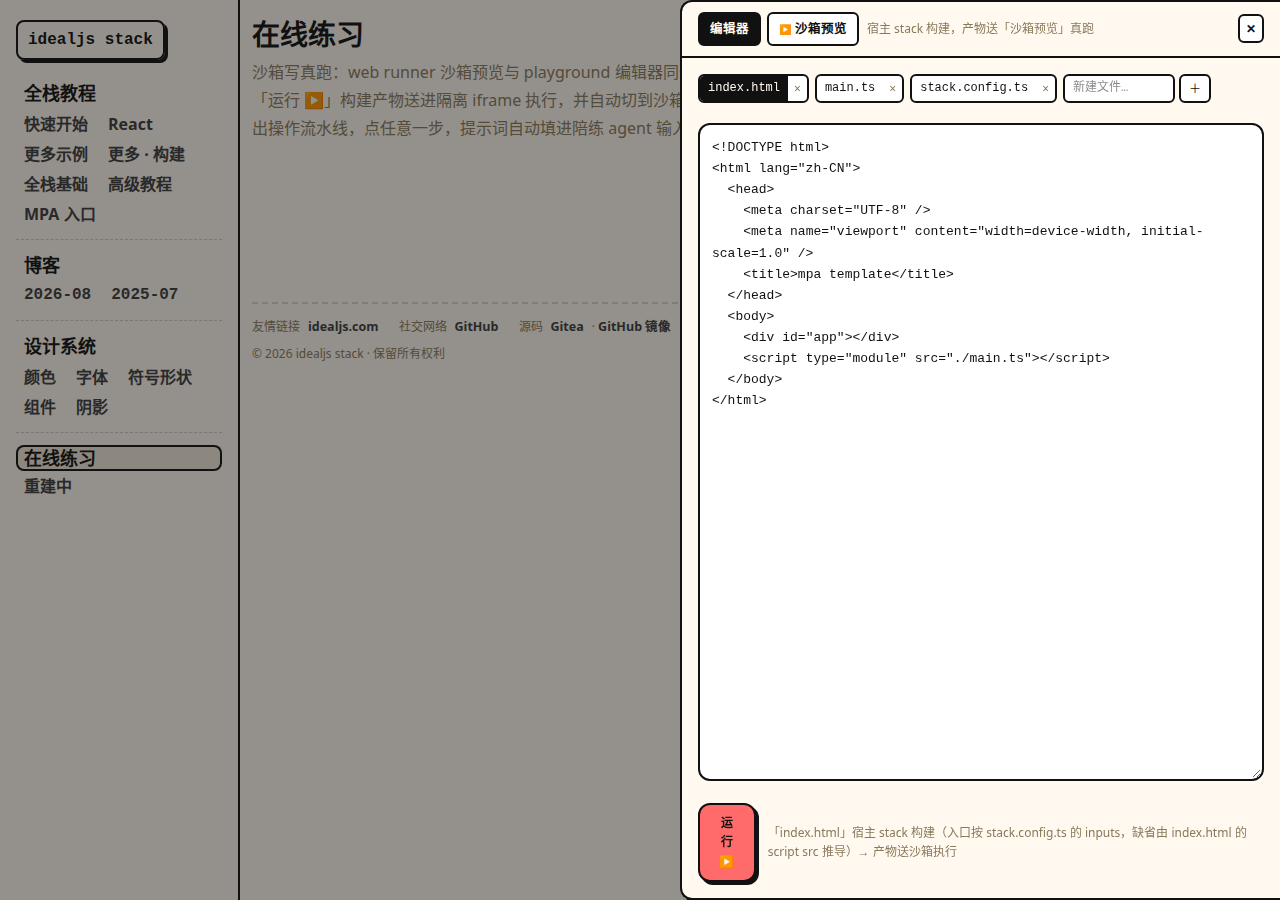 idealjs stack
全栈教程
快速开始 React
更多示例 更多 · 构建
全栈基础 高级教程
MPA 入口
博客
2026-08 2025-07
设计系统
颜色 字体 符号形状
组件 阴影
在线练习
重建中
在线练习
沙箱写真跑：web runner 沙箱预览与 playground 编辑器同
「运行 ▶️」构建产物送进隔离 iframe 执行，并自动切到沙箱
出操作流水线，点任意一步，提示词自动填进陪练 agent 输入
友情链接 idealjs.com 社交网络 GitHub 源码 Gitea · GitHub 镜像
© 2026 idealjs stack · 保留所有权利
编辑器 ▶️ 沙箱预览 宿主 stack 构建，产物送「沙箱预览」真跑 ×
index.html × main.ts × stack.config.ts × 新建文件… +
<!DOCTYPE html>
<html lang="zh-CN">
  <head>
    <meta charset="UTF-8" />
    <meta name="viewport" content="width=device-width, initial-
scale=1.0" />
    <title>mpa template</title>
  </head>
  <body>
    <div id="app"></div>
    <script type="module" src="./main.ts"></script>
  </body>
</html>
运
行
▶️
「index.html」宿主 stack 构建（入口按 stack.config.ts 的 inputs，缺省由 index.html 的
script src 推导）→ 产物送沙箱执行